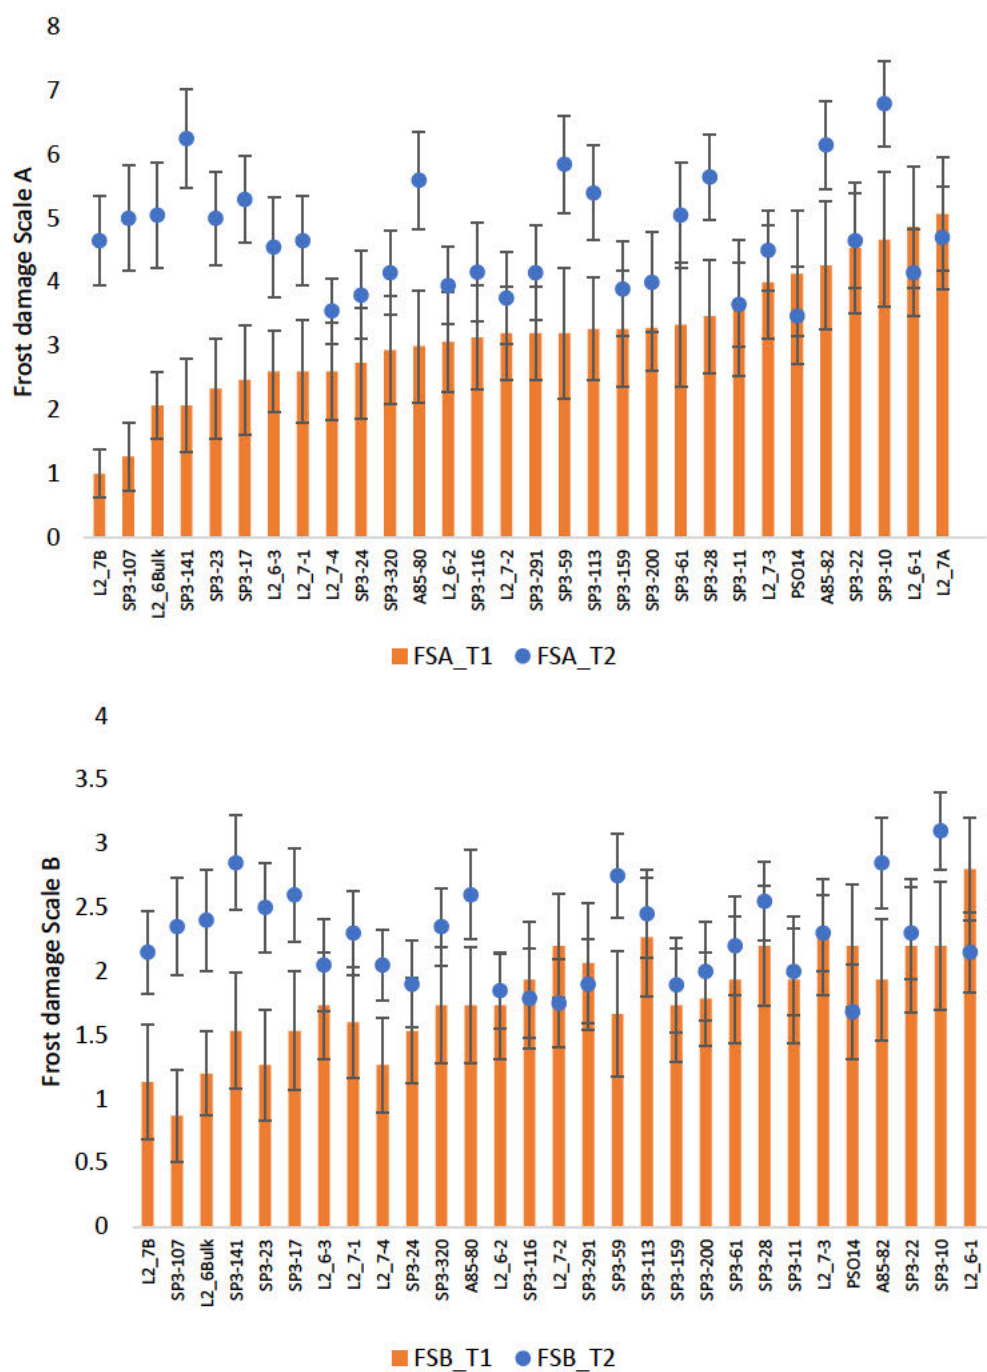 8
7
6
5
4
3
2
1
0
Frost damage Scale A
L2_7B
SP3-107
L2_6Bulk
SP3-141
SP3-23
SP3-17
L2_6-3
L2_7-1
L2_7-4
SP3-24
SP3-320
A85-80
L2_6-2
SP3-116
L2_7-2
SP3-291
SP3-59
SP3-113
SP3-159
SP3-200
SP3-61
SP3-28
SP3-11
L2_7-3
PSO14
A85-82
SP3-22
SP3-10
L2_6-1
L2_7A
FSA_T1 FSA_T2
4
3.5
3
2.5
2
1.5
1
0.5
0
Frost damage Scale B
L2_7B
SP3-107
L2_6Bulk
SP3-141
SP3-23
SP3-17
L2_6-3
L2_7-1
L2_7-4
SP3-24
SP3-320
A85-80
L2_6-2
SP3-116
L2_7-2
SP3-291
SP3-59
SP3-113
SP3-159
SP3-200
SP3-61
SP3-28
SP3-11
L2_7-3
PSO14
A85-82
SP3-22
SP3-10
L2_6-1
FSB_T1 FSB_T2